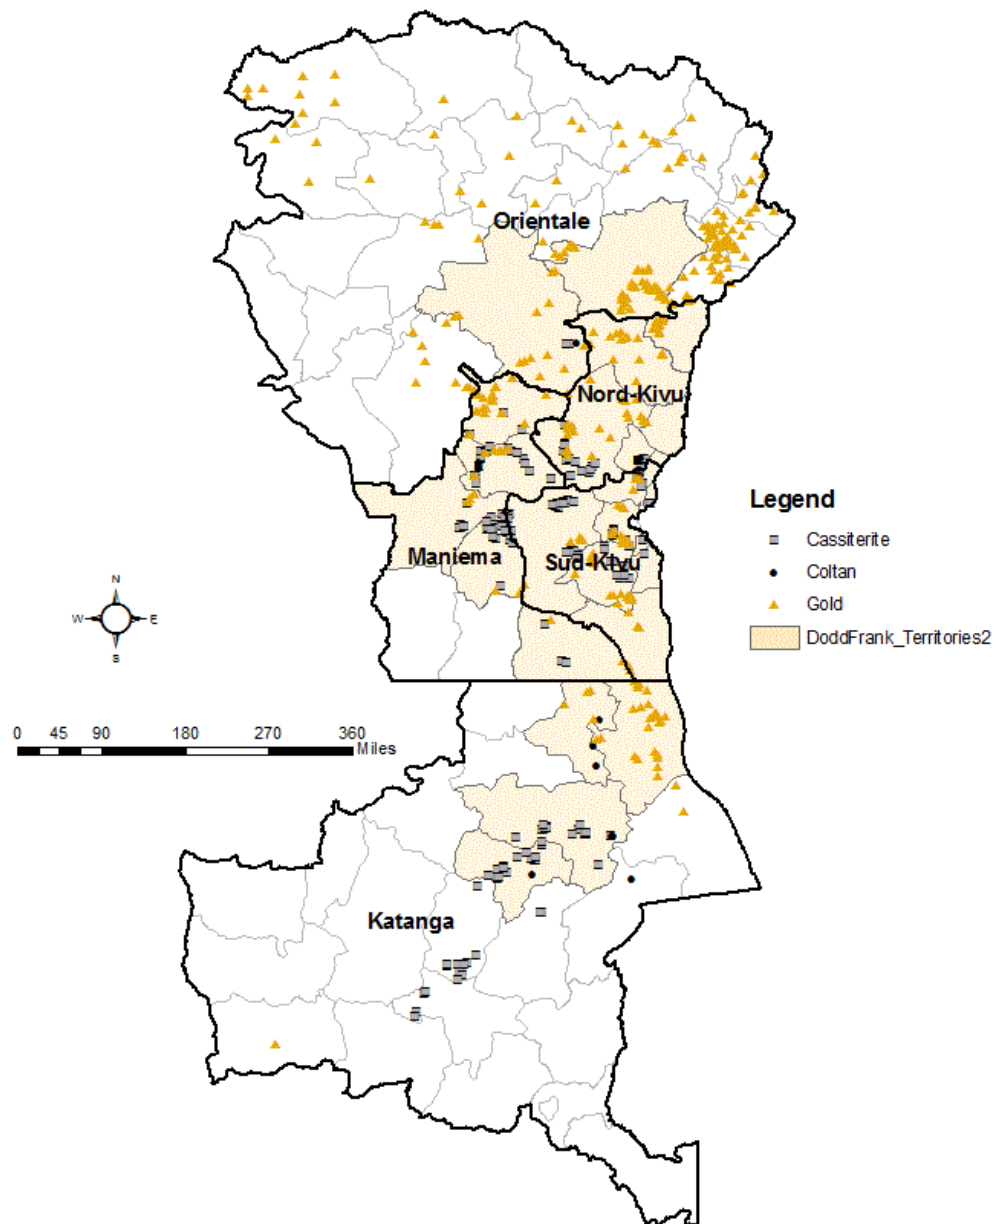 Orientale
Nord-Kivu
Maniema
Sud-Kivu
Katanga
N
W
E
S
0 45 90 180 270 360
Miles
Legend
Cassiterite
Coltan
Gold
DoddFrank_Territories2